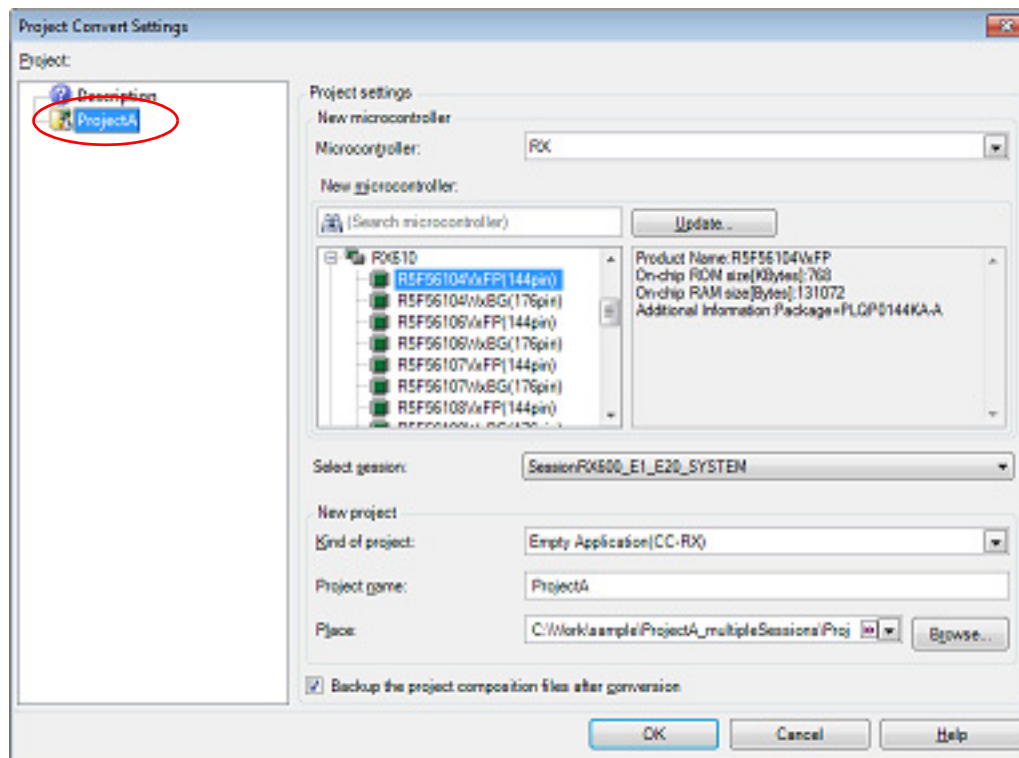 Project Convert Settings
Project:
Description
ProjectA
Project settings
New microcontroller
Microcontroller:
RX
New microcontroller:
(Search microcontroller)
Update...
RX610
R5F56104VxFP(144pin)
R5F56104WxBG(176pin)
R5F56106VxFP(144pin)
R5F56106WxBG(176pin)
R5F56107VxFP(144pin)
R5F56107WxBG(176pin)
R5F56108VxFP(144pin)
Product Name:R5F56104VxFP
On-chip ROM size[KBytes]:768
On-chip RAM size[Bytes]:131072
Additional Information:Package=PLQP0144KA-A
Select session:
SessionRX600_E1_E20_SYSTEM
New project
Kind of project:
Empty Application(CC-RX)
Project name:
ProjectA
Place:
C:\Work\sample\ProjectA_multipleSessions\Proj
Browse...
Backup the project composition files after conversion
OK
Cancel
Help